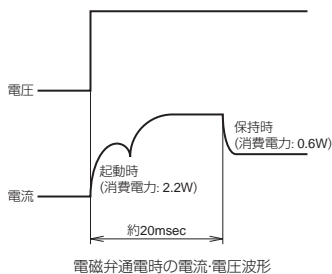 電圧
電流
起動時
(消費電力: 2.2W)
保持時
(消費電力: 0.6W)
約20msec
電磁弁通電時の電流·電圧波形